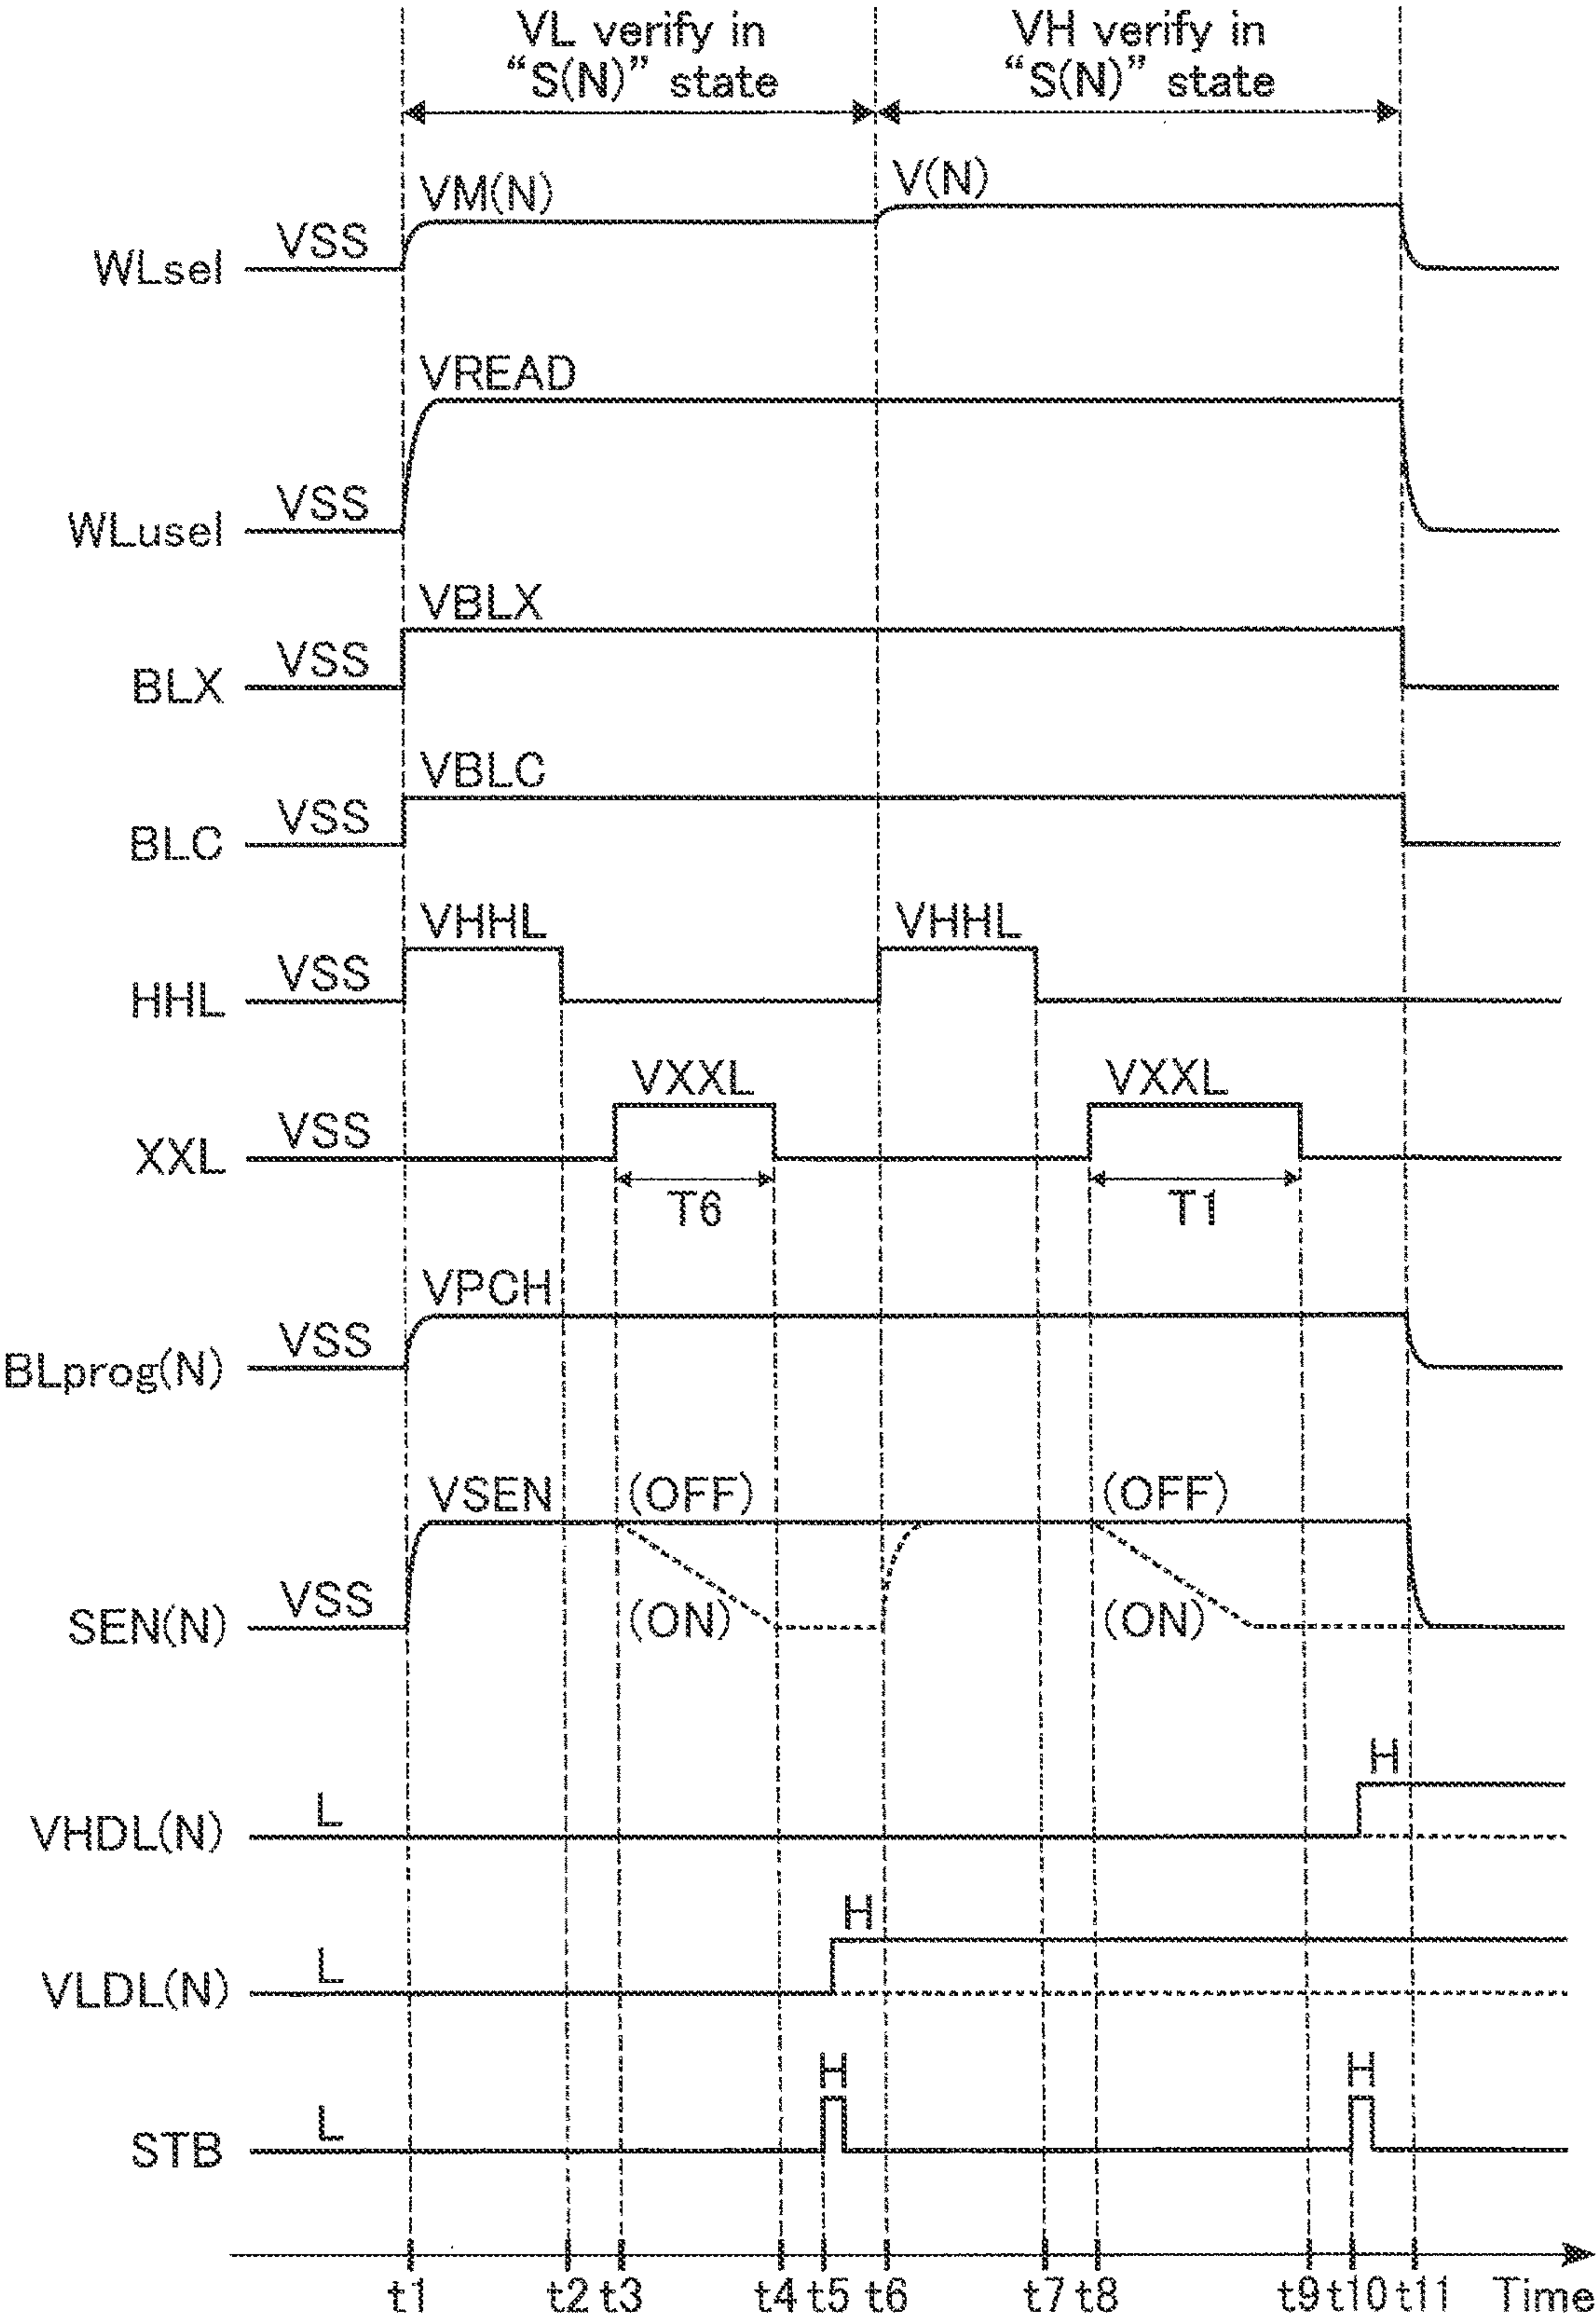 VL verify in
“S(N)” state
VH verify in
“S(N)” state
VM(N)
V(N)
VSS
WLsel
VREAD
VSS
WLusel
VBLX
VSS
BLX
VBLC
VSS
BLC
VHHL
VHHL
VSS
HHL
VXXL
VXXL
VSS
XXL
T6
T1
VPCH
VSS
BLprog(N)
VSEN
(OFF)
(OFF)
VSS
SEN(N)
(ON)
(ON)
H
L
VHDL(N)
H
L
VLDL(N)
H
H
L
STB
t1 t2 t3 t4 t5 t6 t7 t8 t9 t10 t11 Time